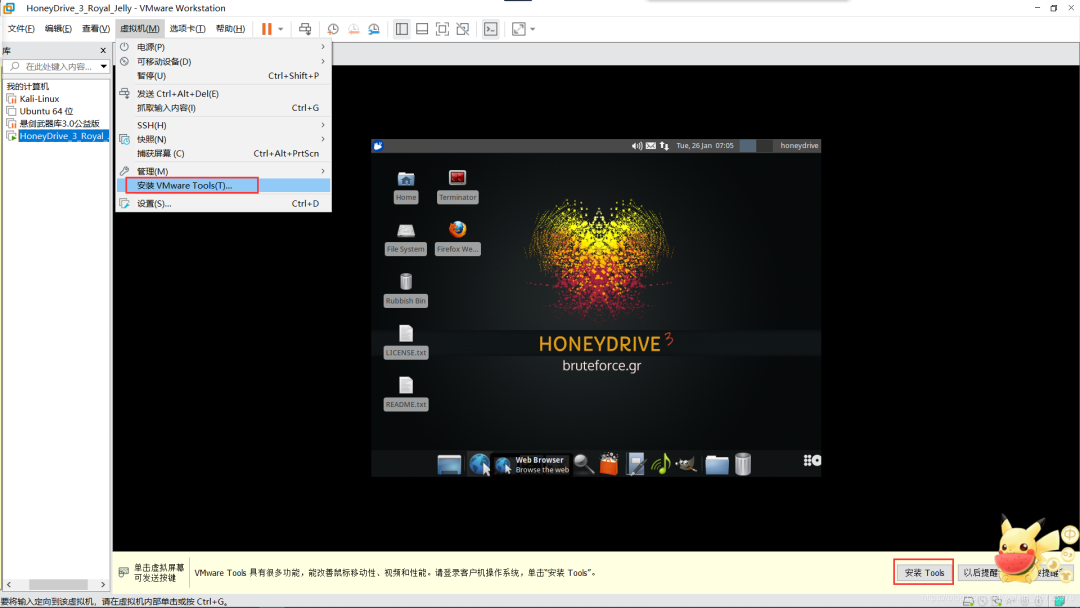 HoneyDrive_3_Royal_Jelly - VMware Workstation
文件(F) 编辑(E) 查看(V) 虚拟机(M) 选项卡(T) 帮助(H)
库
在此处键入内容...
我的计算机
Kali-Linux
Ubuntu 64 位
悬剑武器库3.0公益版
HoneyDrive_3_Royal_
电源(P)
可移动设备(D)
暂停(U) Ctrl+Shift+P
发送 Ctrl+Alt+Del(E)
抓取输入内容(I) Ctrl+G
SSH(H)
快照(N)
捕获屏幕 (C) Ctrl+Alt+PrtScn
管理(M)
安装 VMware Tools(T)...
设置(S)... Ctrl+D
Tue, 26 Jan 07:05 honeydrive
Home
Terminator
File System
Firefox We...
Rubbish Bin
LICENSE.txt
README.txt
HONEYDRIVE 3
bruteforce.gr
Web Browser
Browse the web
单击虚拟屏幕
可发送按键
VMware Tools 具有很多功能，能改善鼠标移动性、视频和性能。请登录客户机操作系统，单击“安装 Tools”。
安装 Tools
以后提醒
提醒
中
要将输入定向到该虚拟机，请在虚拟机内部单击或按 Ctrl+G。